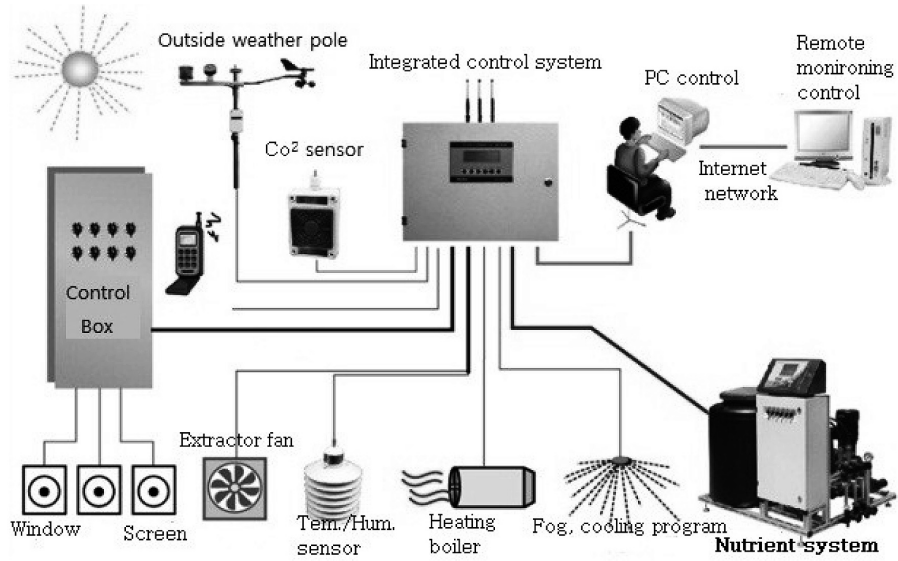 Outside weather pole
Integrated control system
PC control
Remote
monironing
control
Co² sensor
Internet
network
Control
Box
Extractor fan
Window
Screen
Tem./Hum.
sensor
Heating
boiler
Fog, cooling program
Nutrient system